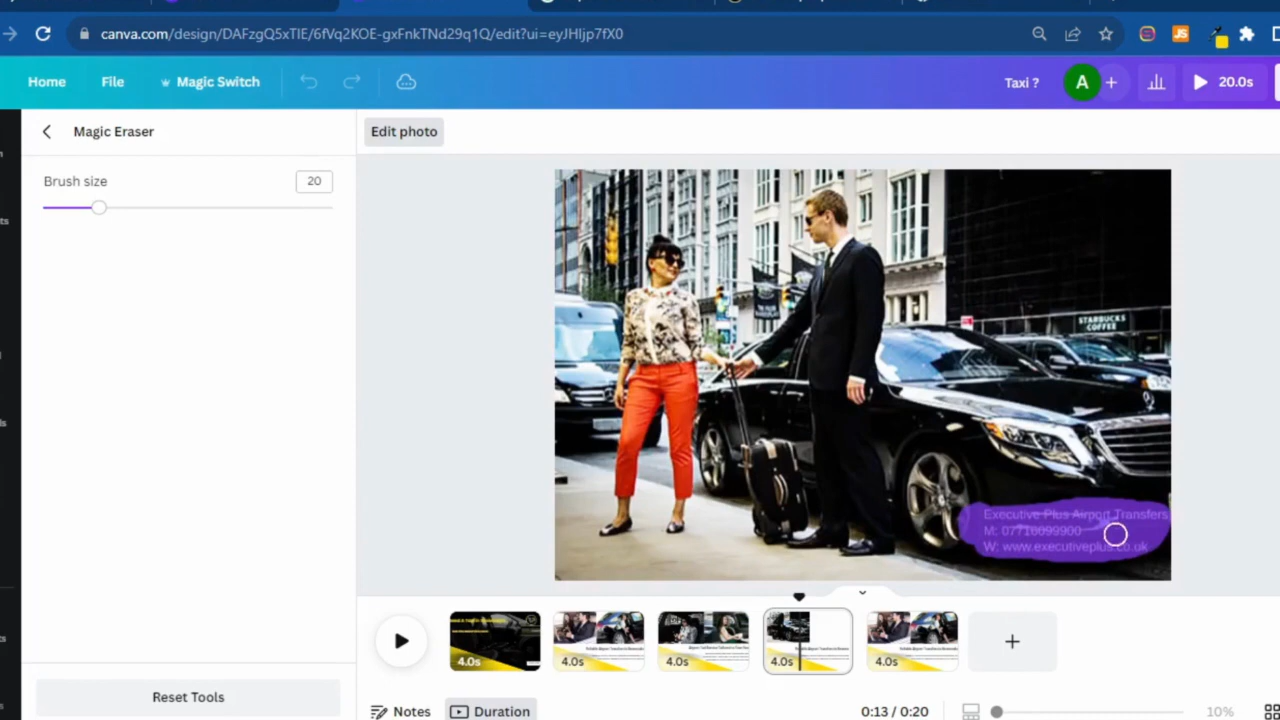 canva.com/design/DAFzgQ5xTlE/6fVq2KOE-gxFnkTNd29q1Q/edit?ui=eyJHIjp7fX0
Home File Magic Switch Taxi ? A + 20.0s
Magic Eraser
Edit photo
Brush size 20
STARBUCKS
COFFEE
Executive Plus Airport Transfers
M: 07716099900
W: www.executiveplus.co.uk
4.0s 4.0s 4.0s 4.0s 4.0s
Reset Tools
Notes Duration 0:13 / 0:20 10%